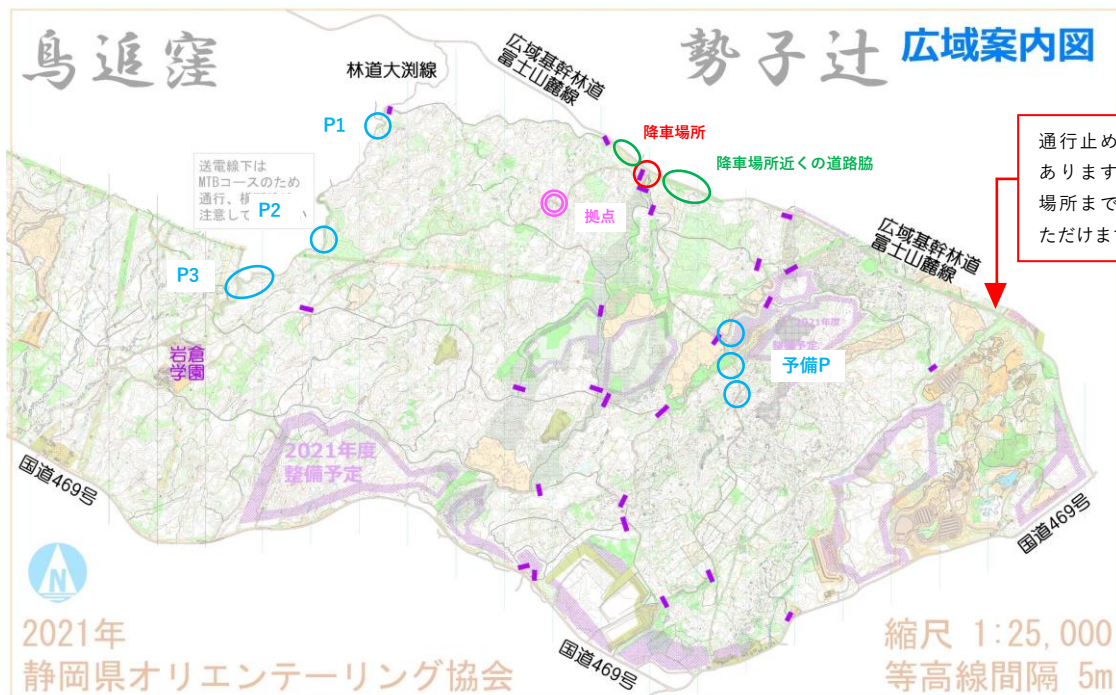 鳥追窪
勢子辻
広域案内図
広域基幹林道
富士山麓線
林道大渕線
P1
降車場所
降車場所近くの道路脇
通行止め
あります
場所まで
ただけま
送電線下は
MTBコースのため
通行、横
注意して
い
P2
拠点
広域基幹林道
富士山麓線
P3
2021年度
整備予定
予備P
岩倉
学園
2021年度
整備予定
国道469号
国道469号
国道469号
N
2021年
静岡県オリエンテーリング協会
縮尺 1:25,000
等高線間隔 5m